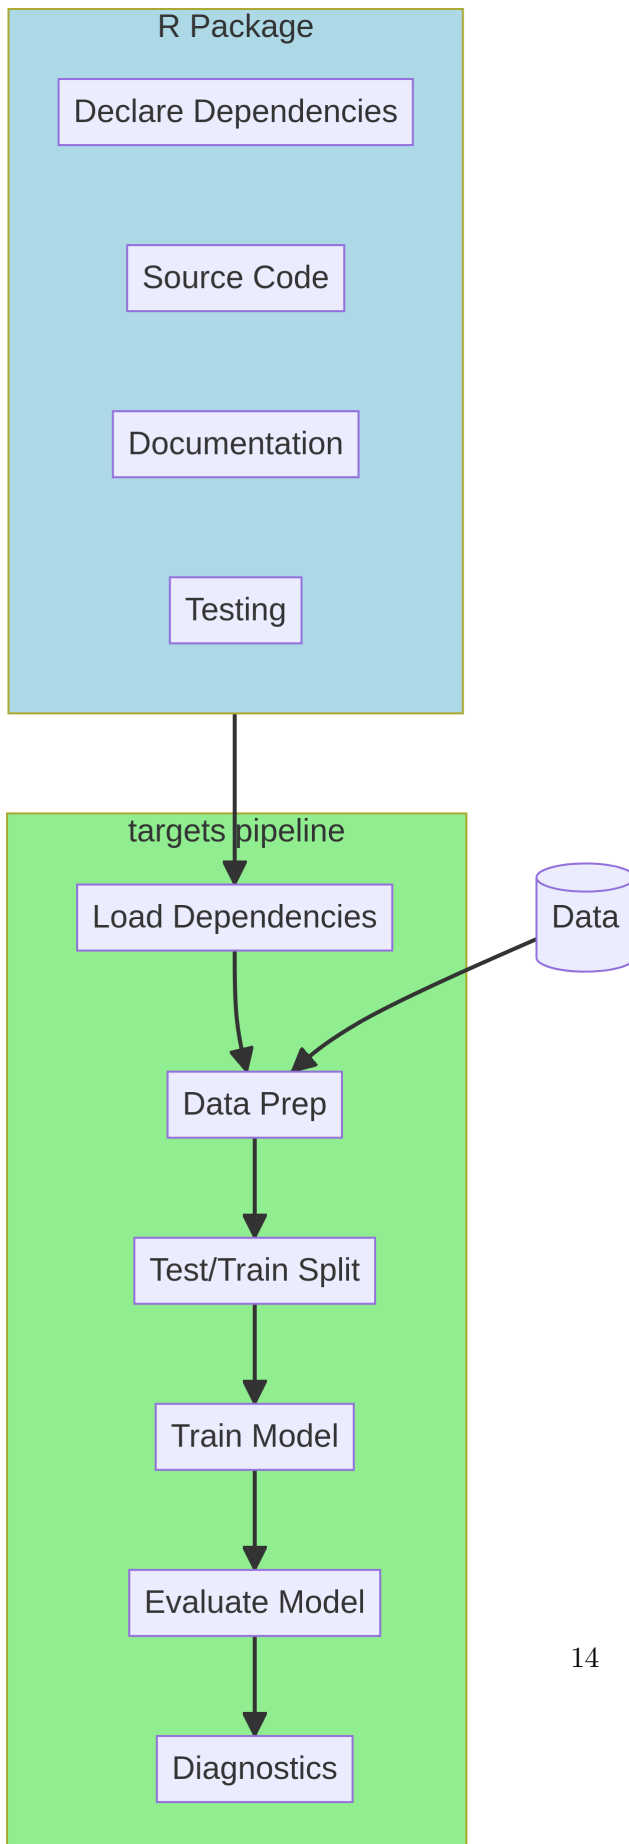 R Package
Declare Dependencies
Source Code
Documentation
Testing
targets pipeline
Load Dependencies
Data
Data Prep
Test/Train Split
Train Model
Evaluate Model
14
Diagnostics